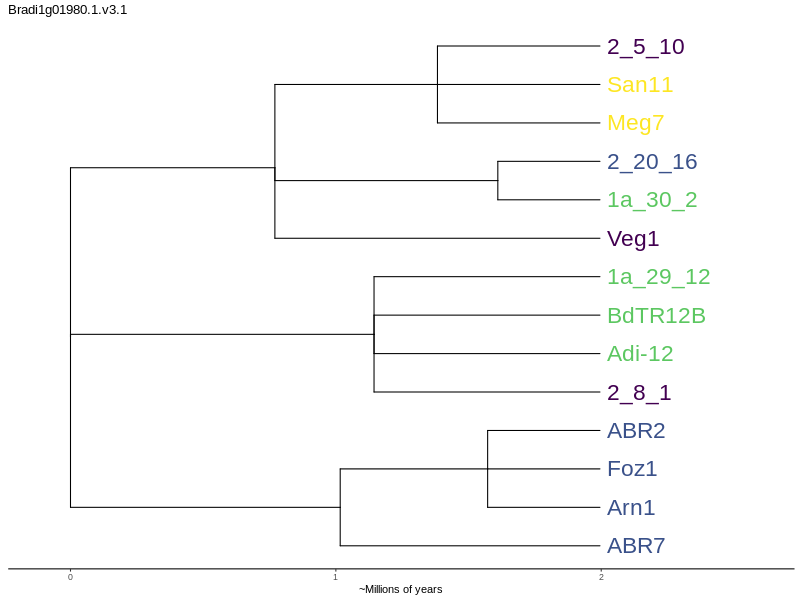 Bradi1g01980.1.v3.1
2_5_10
San11
Meg7
2_20_16
1a_30_2
Veg1
1a_29_12
BdTR12B
Adi-12
2_8_1
ABR2
Foz1
Arn1
ABR7
0 1 2
~Millions of years